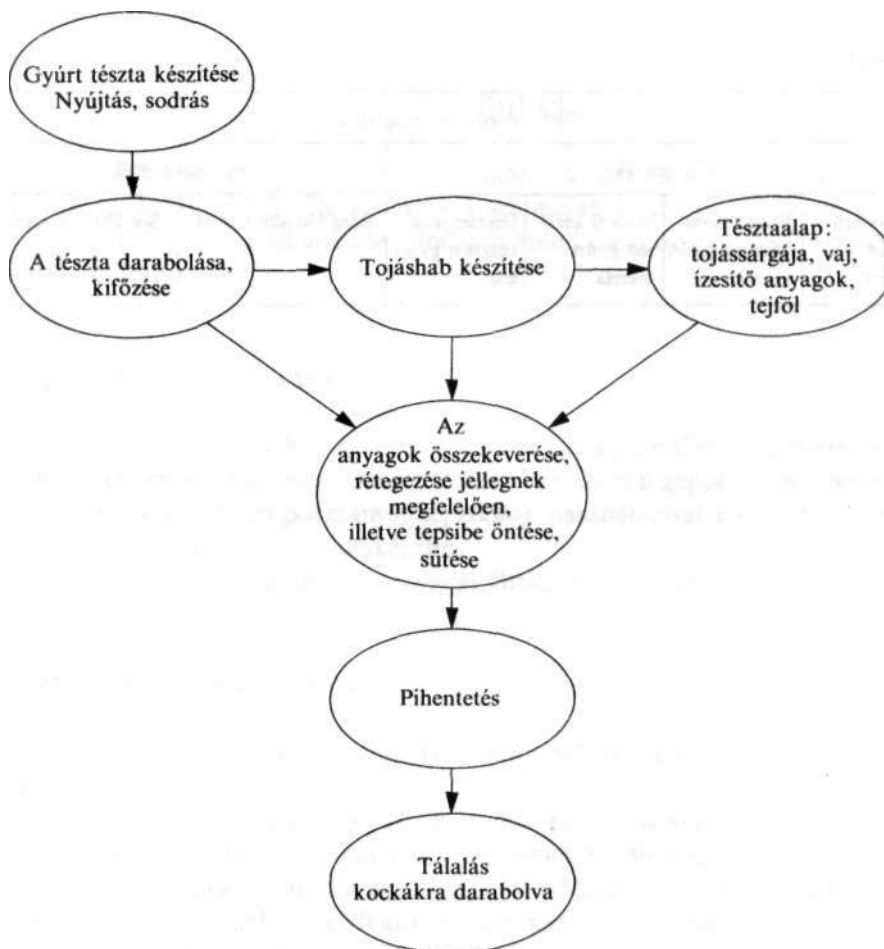 Gyúrt tészta készítése
Nyújtás, sodrás
A tészta darabolása,
kifőzése
Tojáshab készítése
Tésztaalap:
tojássárgája, vaj,
ízesítő anyagok,
tejföl
Az
anyagok összekeverése,
rétegezése jellegnek
megfelelően,
illetve tepsibe öntése,
sütése
Pihentetés
Tálalás
kockákra darabolva